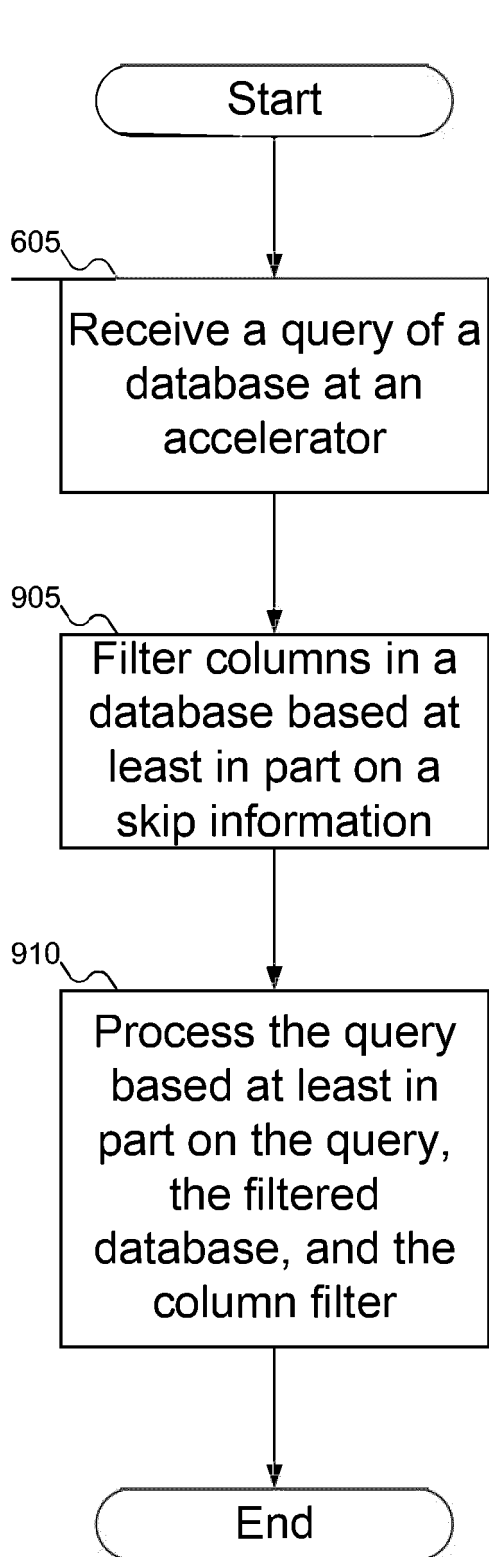 Start
605
Receive a query of a
database at an
accelerator
905
Filter columns in a
database based at
least in part on a
skip information
910
Process the query
based at least in
part on the query,
the filtered
database, and the
column filter
End